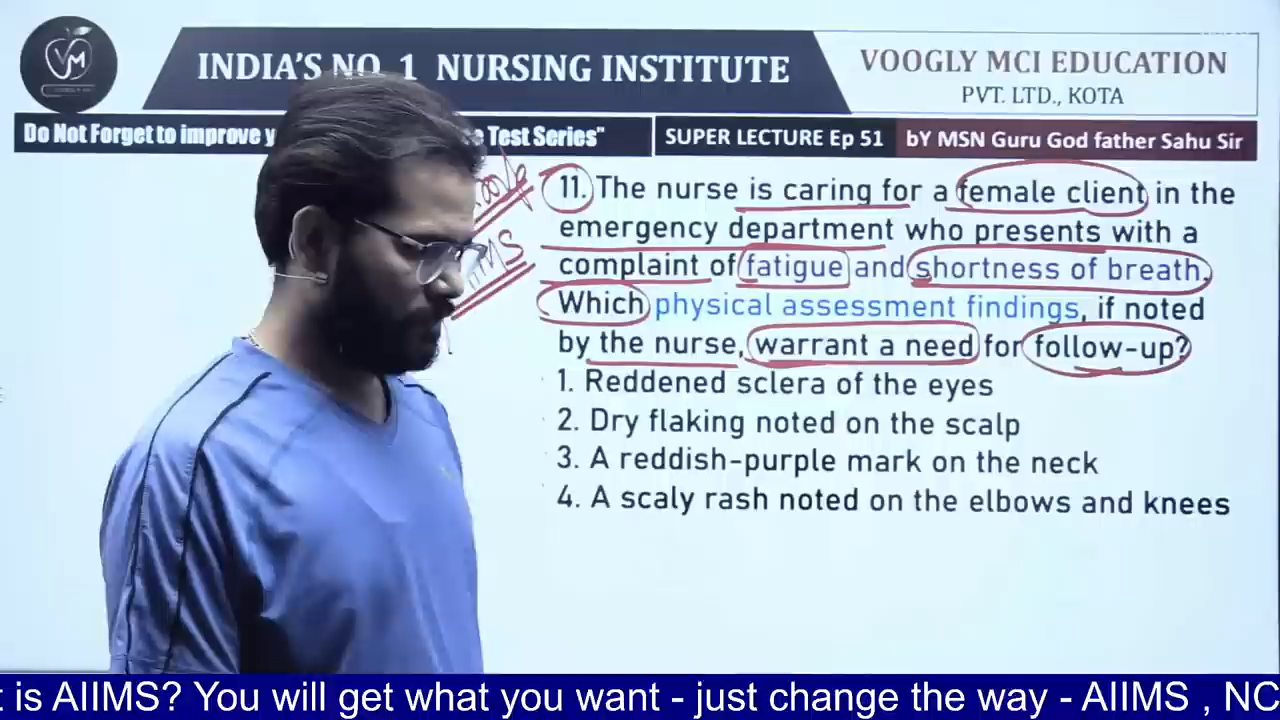 VM
INDIA'S NO 1 NURSING INSTITUTE
VOOGLY MCI EDUCATION
PVT. LTD., KOTA
Do Not Forget to improve y
Test Series"
SUPER LECTURE Ep 51
bY MSN Guru God father Sahu Sir
11. The nurse is caring for a female client in the
emergency department who presents with a
complaint of fatigue and shortness of breath.
Which physical assessment findings, if noted
by the nurse, warrant a need for follow-up?
1. Reddened sclera of the eyes
2. Dry flaking noted on the scalp
3. A reddish-purple mark on the neck
4. A scaly rash noted on the elbows and knees
is AIIMS? You will get what you want - just change the way - AIIMS , NC